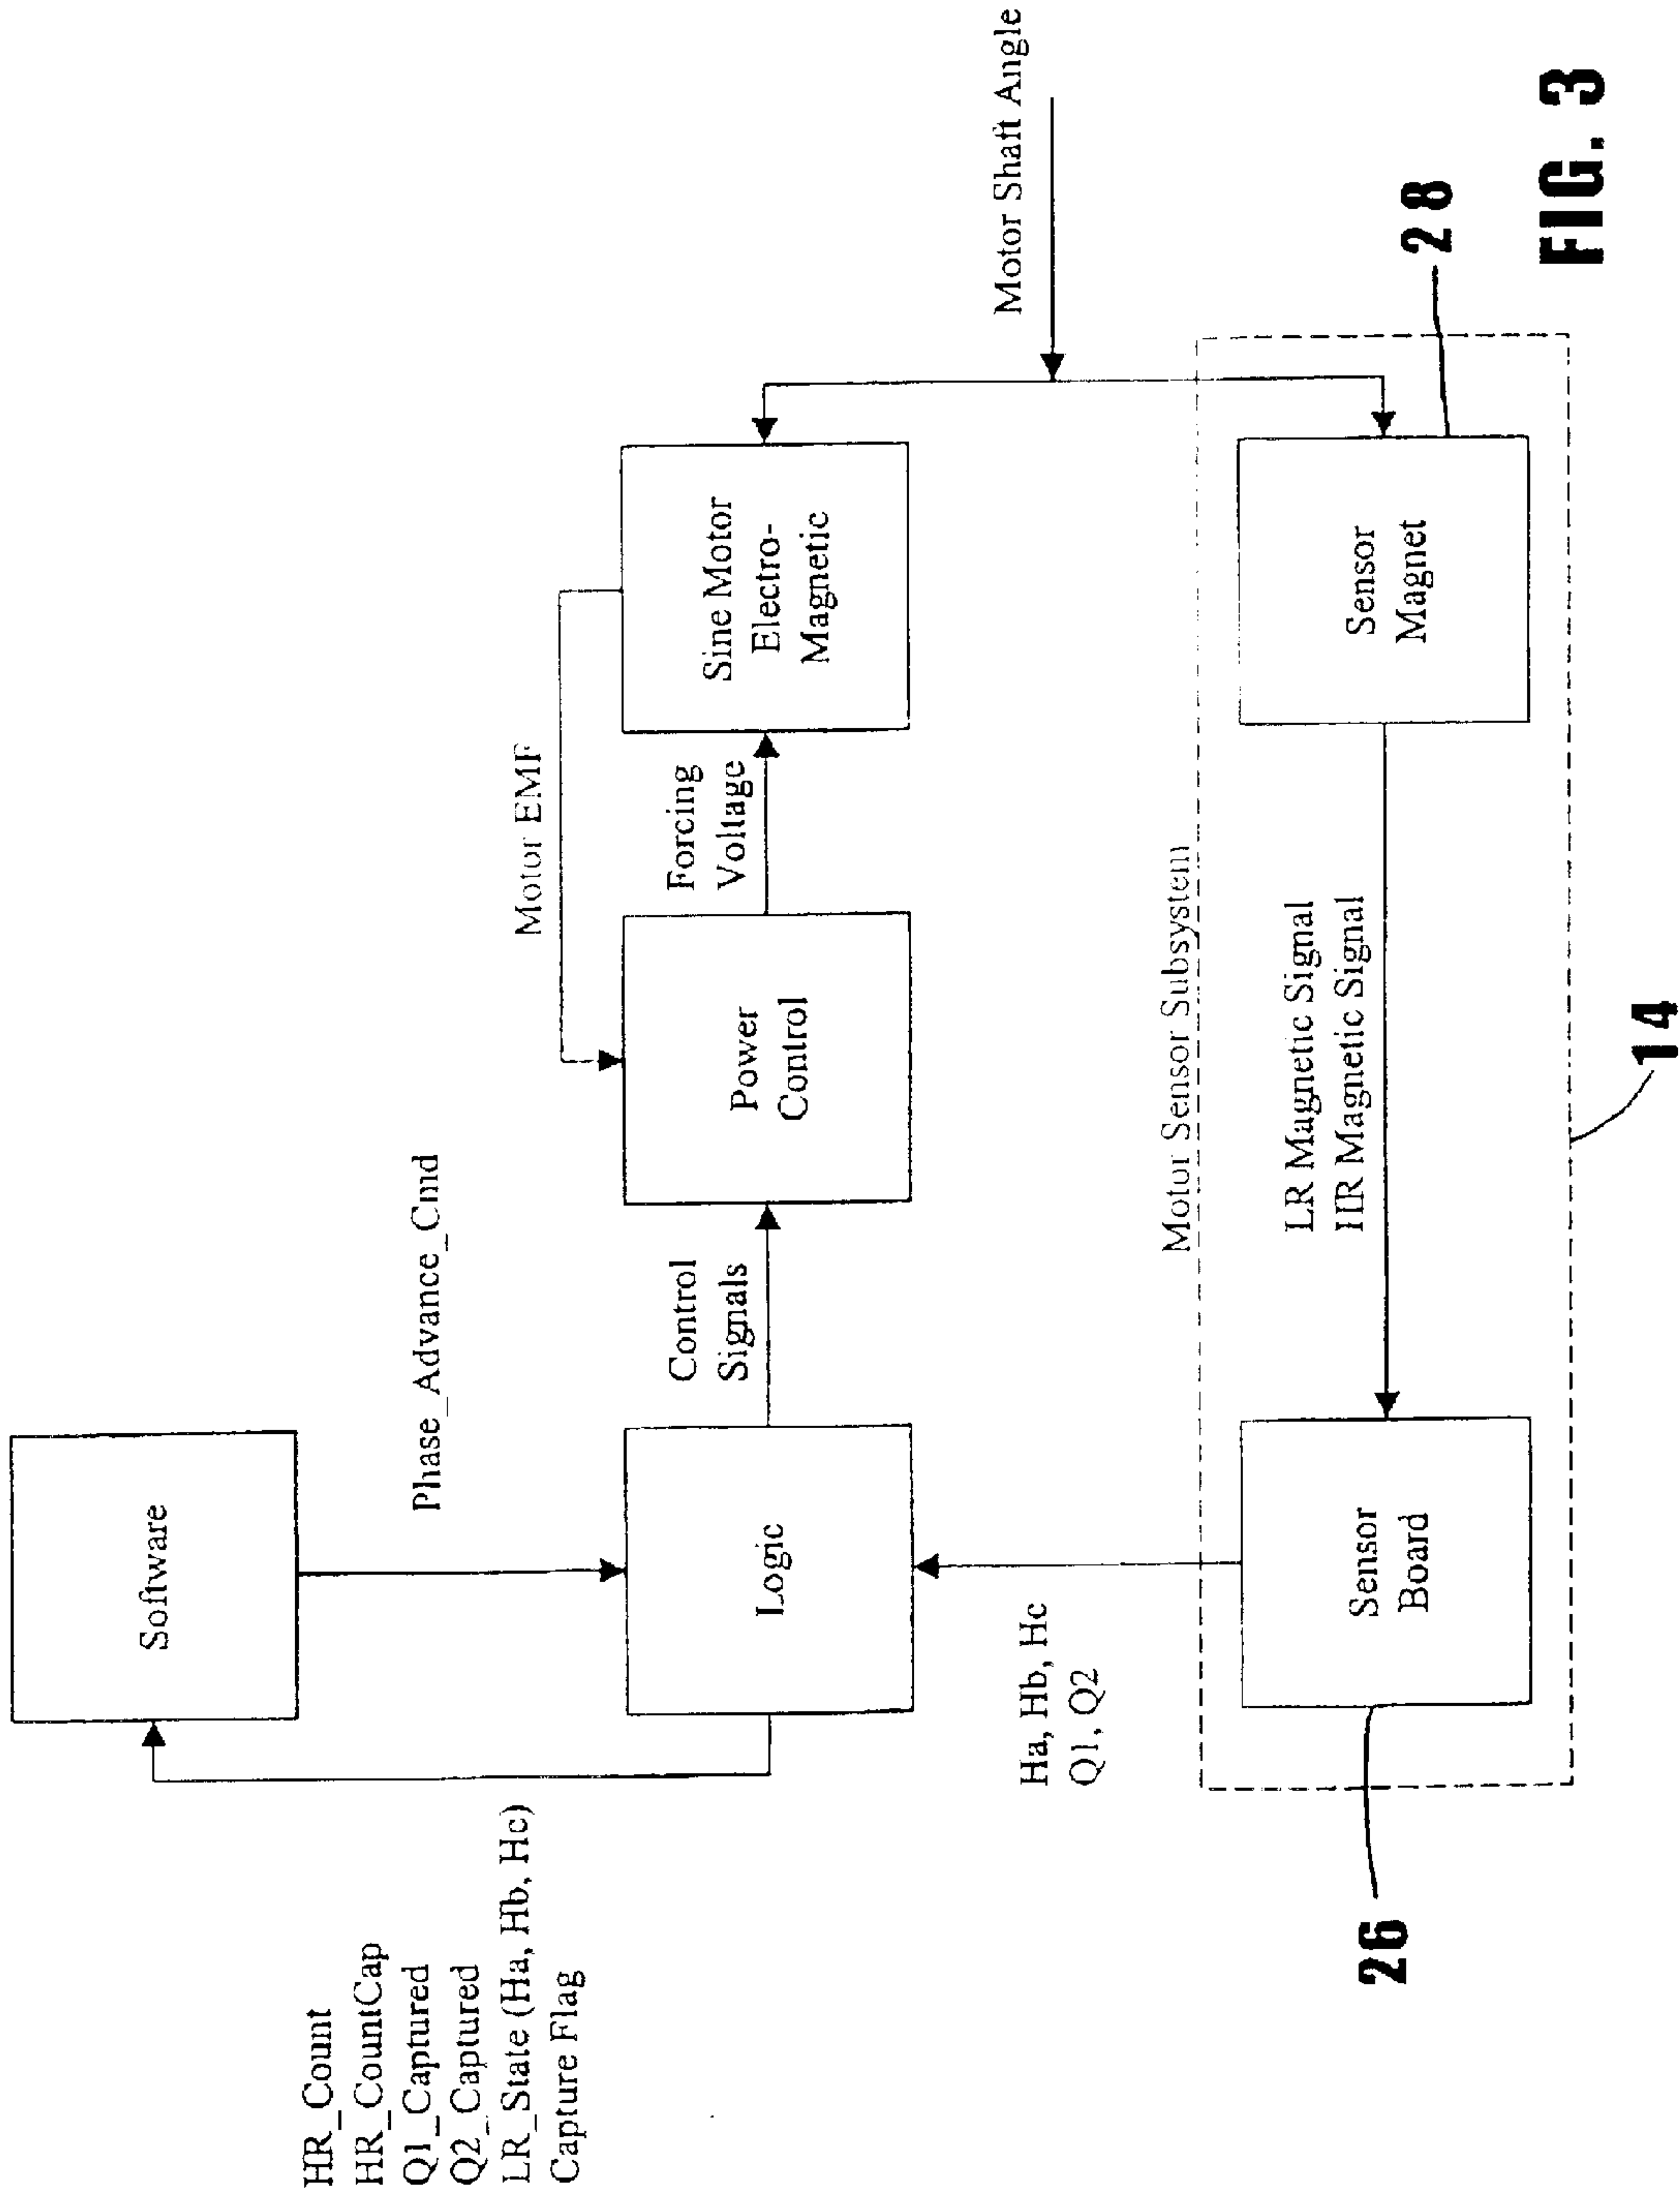 Software
HR_Count
HR_CountCap
Q1_Captured
Q2_Captured
LR_State (Ha, Hb, Hc)
Capture Flag
Phase_Advance_Cmd
Motor EMF
Logic
Control
Signals
Power
Control
Forcing
Voltage
Sine Motor
Electro-
Magnetic
Motor Shaft Angle
Ha, Hb, Hc
Q1, Q2
Motor Sensor Subsystem
Sensor
Board
LR Magnetic Signal
HR Magnetic Signal
Sensor
Magnet
26
28
14
FIG. 3